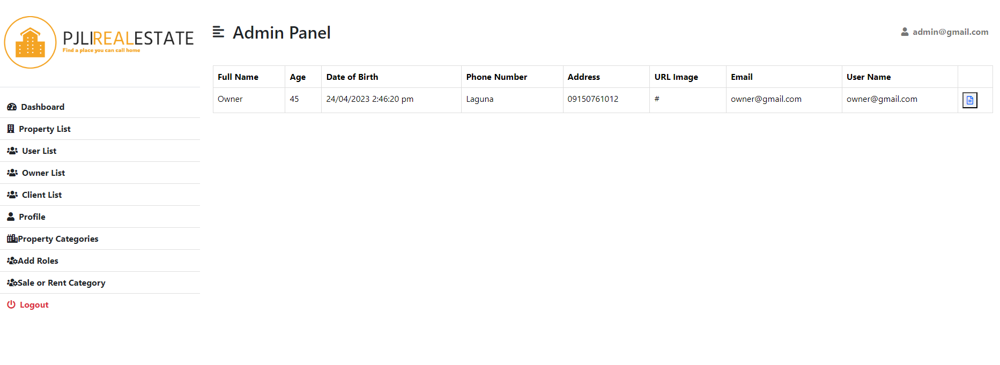 PJLIREALESTATE
Find a place you can call home
Admin Panel
admin@gmail.com
Dashboard
Property List
User List
Owner List
Client List
Profile
Property Categories
Add Roles
Sale or Rent Category
Logout
Full Name Age Date of Birth Phone Number Address URL Image Email User Name
Owner 45 24/04/2023 2:46:20 pm Laguna 09150761012 # owner@gmail.com owner@gmail.com